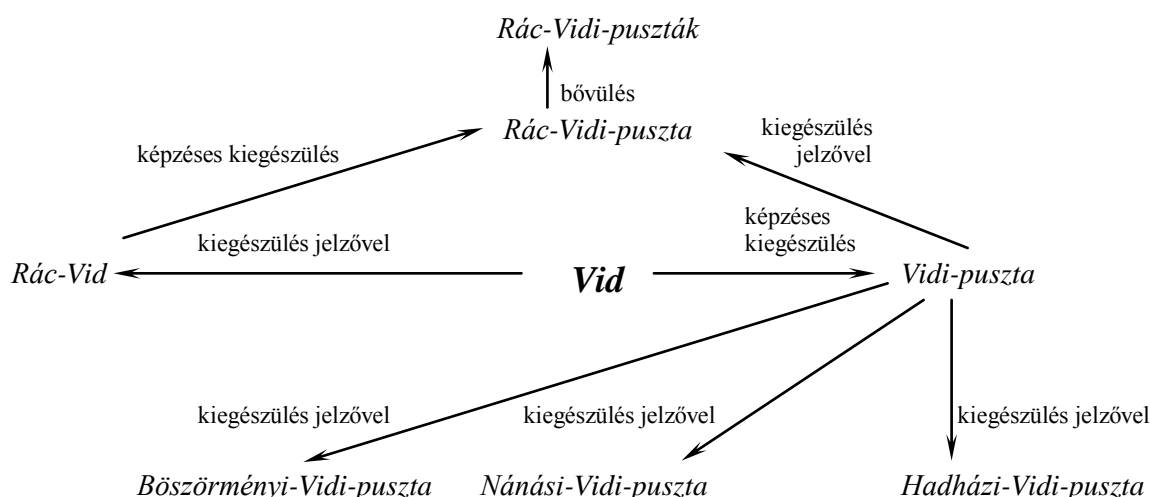 Rác-Vidi-puszták
bővülés
Rác-Vidi-puszta
kiegészülés
jelzővel
képzéses kiegészülés
képzéses
kiegészülés
kiegészülés jelzővel
Rác-Vid
Vid
Vidi-puszta
kiegészülés jelzővel
kiegészülés jelzővel
kiegészülés jelzővel
Böszörményi-Vidi-puszta
Nánási-Vidi-puszta
Hadházi-Vidi-puszta